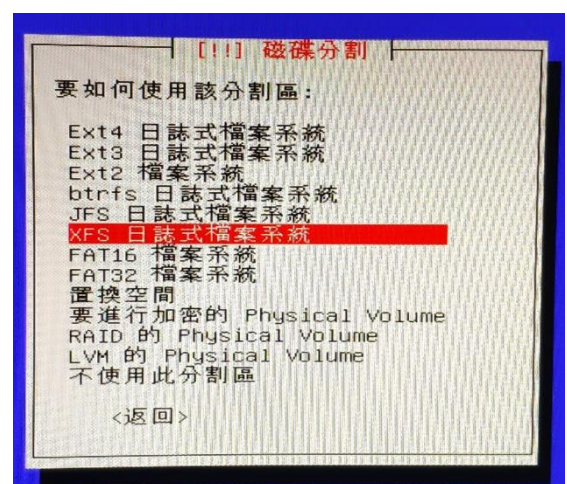 [!!] 磁碟分割
要如何使用該分割區:
Ext4 日誌式檔案系統
Ext3 日誌式檔案系統
Ext2 檔案系統
btrfs 日誌式檔案系統
JFS 日誌式檔案系統
XFS 日誌式檔案系統
FAT16 檔案系統
FAT32 檔案系統
置換空間
要進行加密的 Physical Volume
RAID 的 Physical Volume
LVM 的 Physical Volume
不使用此分割區
<返回>